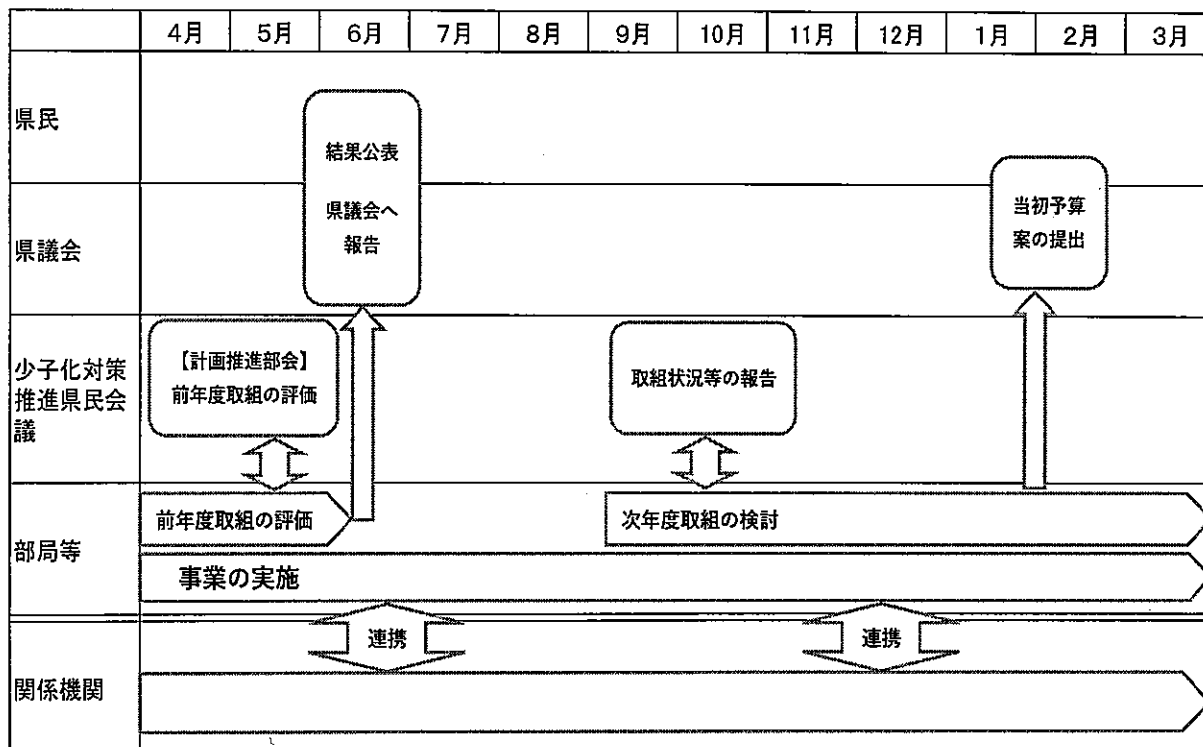 4月 5月 6月 7月 8月 9月 10月 11月 12月 1月 2月 3月
県民
結果公表
県議会へ
報告
県議会
当初予算
案の提出
少子化対策
推進県民会
議
【計画推進部会】
前年度取組の評価
取組状況等の報告
部局等
前年度取組の評価
次年度取組の検討
事業の実施
連携
連携
関係機関